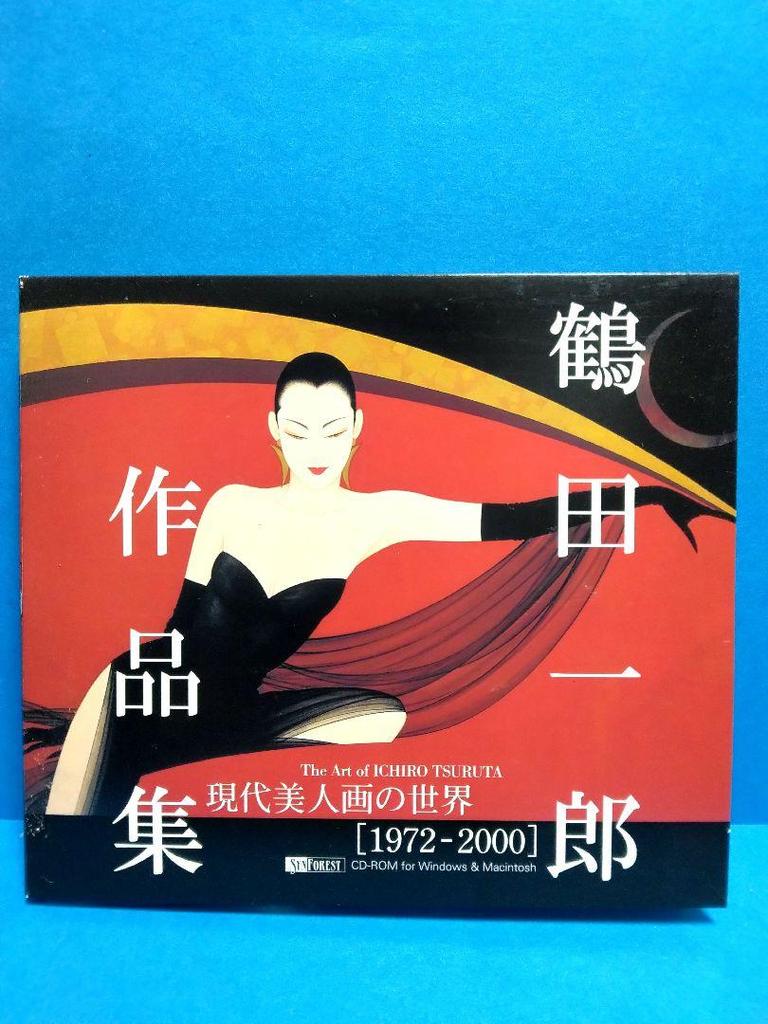 鶴田一郎
作品集
The Art of ICHIRO TSURUTA
現代美人画の世界
[1972-2000]
SYNFOREST CD-ROM for Windows & Macintosh